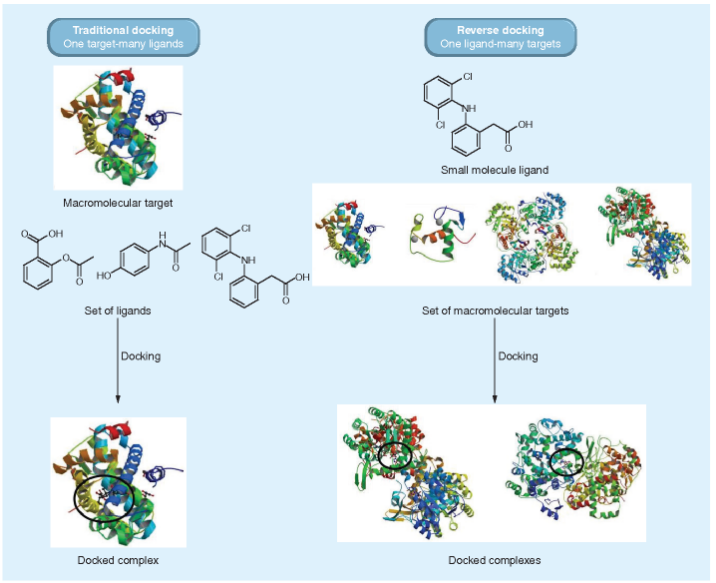 Traditional docking
One target-many ligands
Macromolecular target
OH
O
O
O
HO
H
N
O
Cl
NH
Cl
OH
O
Set of ligands
Docking
Docked complex
Reverse docking
One ligand-many targets
Cl
NH
Cl
OH
O
Small molecule ligand
Set of macromolecular targets
Docking
Docked complexes